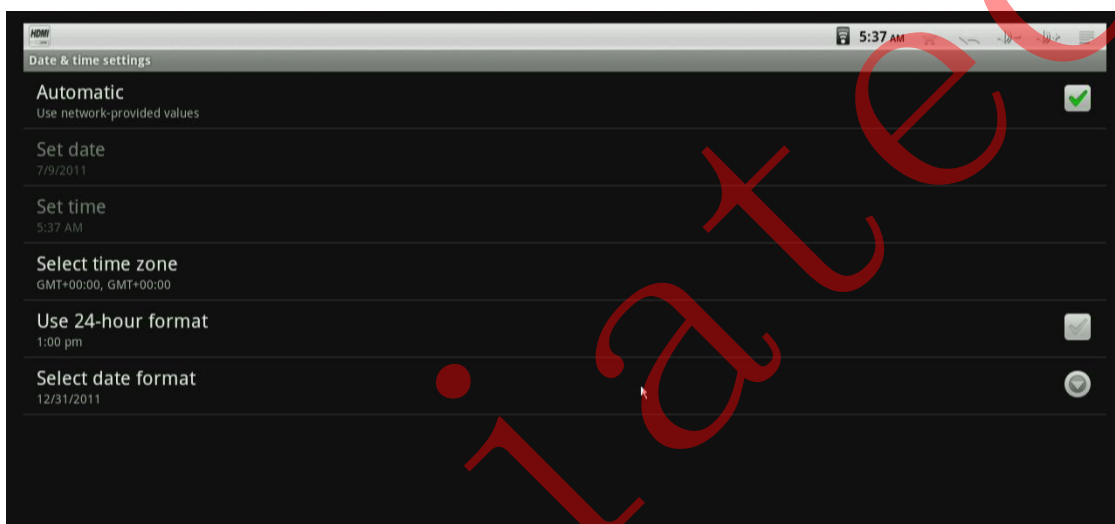 HDMI
5:37 AM
Date & time settings
Automatic
Use network-provided values
Set date
7/9/2011
Set time
5:37 AM
Select time zone
GMT+00:00, GMT+00:00
Use 24-hour format
1:00 pm
Select date format
12/31/2011
iate